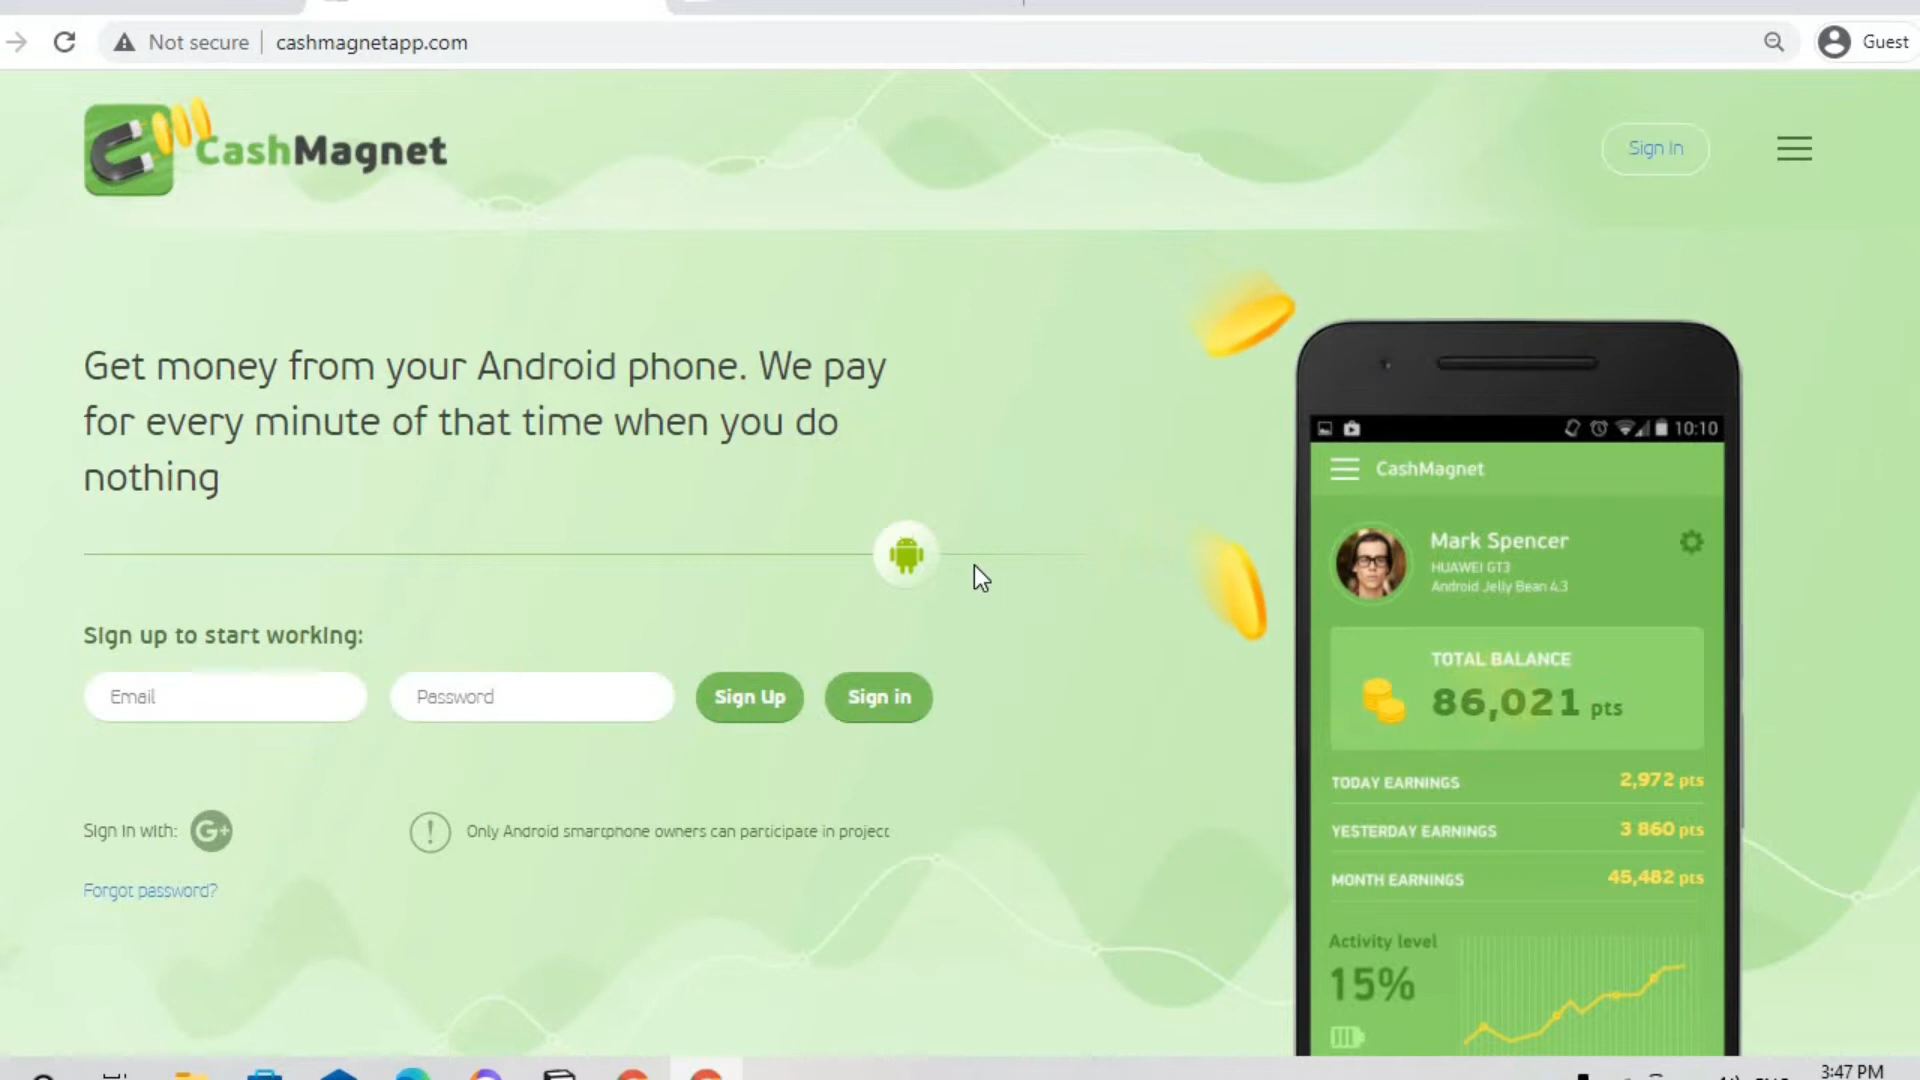 Not secure
cashmagnetapp.com
Guest
CashMagnet
Sign In
Get money from your Android phone. We pay
for every minute of that time when you do
nothing
Sign up to start working:
Email
Password
Sign Up
Sign in
Sign in with:
G+
Only Android smartphone owners can participate in project
Forgot password?
10:10
CashMagnet
Mark Spencer
HUAWEI GT3
Android Jelly Bean 4.3
TOTAL BALANCE
86,021 pts
TODAY EARNINGS
2,972 pts
YESTERDAY EARNINGS
3 860 pts
MONTH EARNINGS
45,482 pts
Activity level
15%
3:47 PM